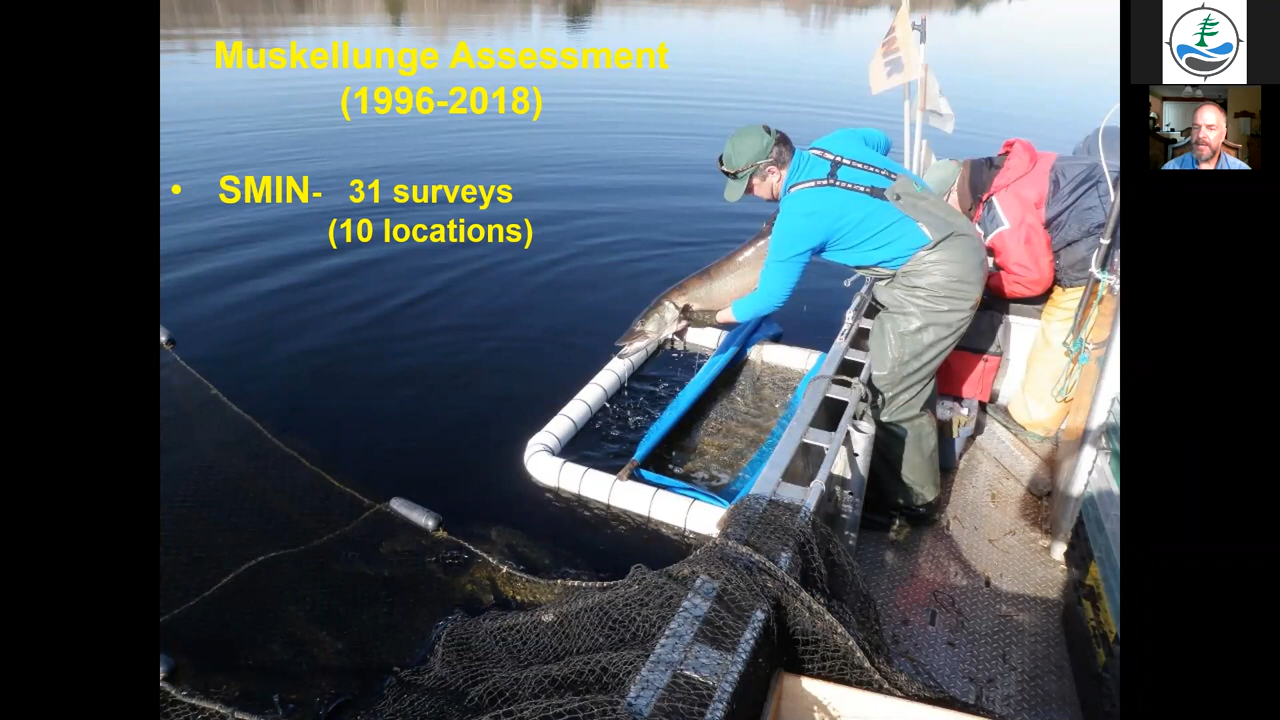 Muskellunge Assessment
(1996-2018)
• SMIN- 31 surveys
(10 locations)